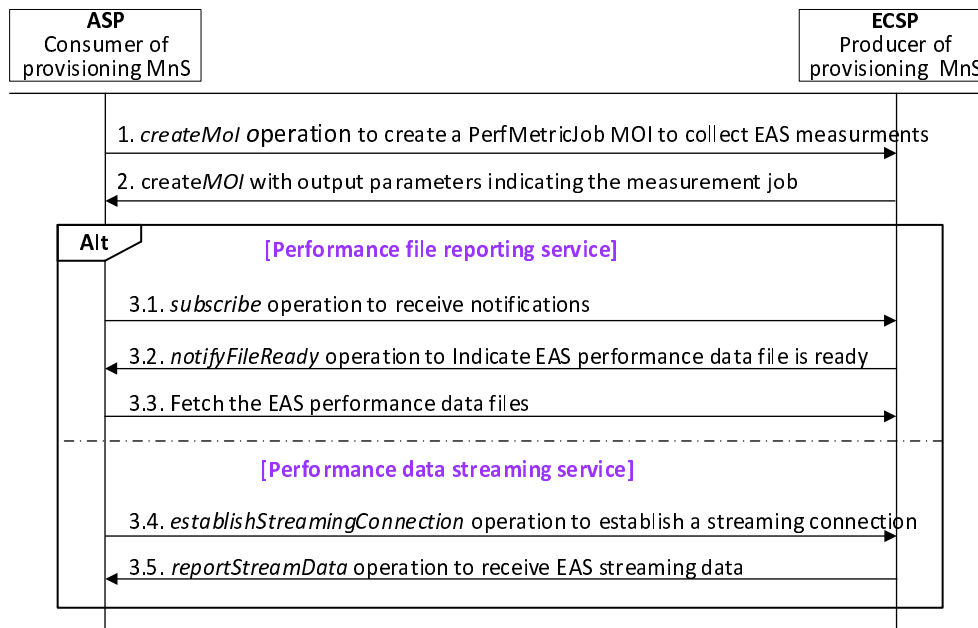 ASP
Consumer of
provisioning MnS
ECSP
Producer of
provisioning MnS
1. createMoI operation to create a PerfMetricJob MOI to collect EAS measurments
2. createMOI with output parameters indicating the measurement job
Alt
[Performance file reporting service]
3.1. subscribe operation to receive notifications
3.2. notifyFileReady operation to Indicate EAS performance data file is ready
3.3. Fetch the EAS performance data files
[Performance data streaming service]
3.4. establishStreamingConnection operation to establish a streaming connection
3.5. reportStreamData operation to receive EAS streaming data